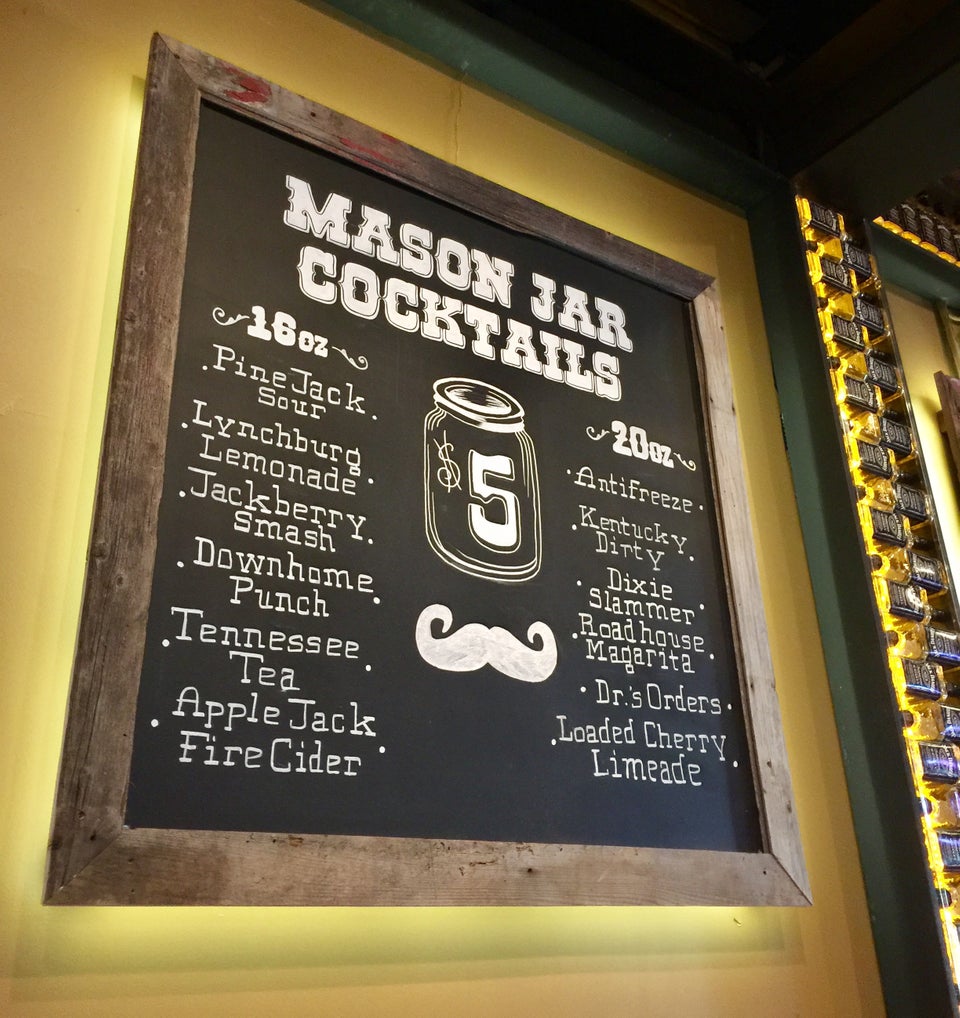 MASON JAR
COCKTAILS
16oz
.Pine Jack.
Sour
.Lynchburg
Lemonade.
.Jackberry.
Smash
.Downhome
Punch.
.Tennessee.
Tea
.Apple Jack
Fire Cider.
$5
20oz
.Antifreeze.
.Kentucky.
Dirty
.Dixie.
Slammer
.Roadhouse.
Magarita
.Dr.'s Orders.
.Loaded Cherry.
Limeade